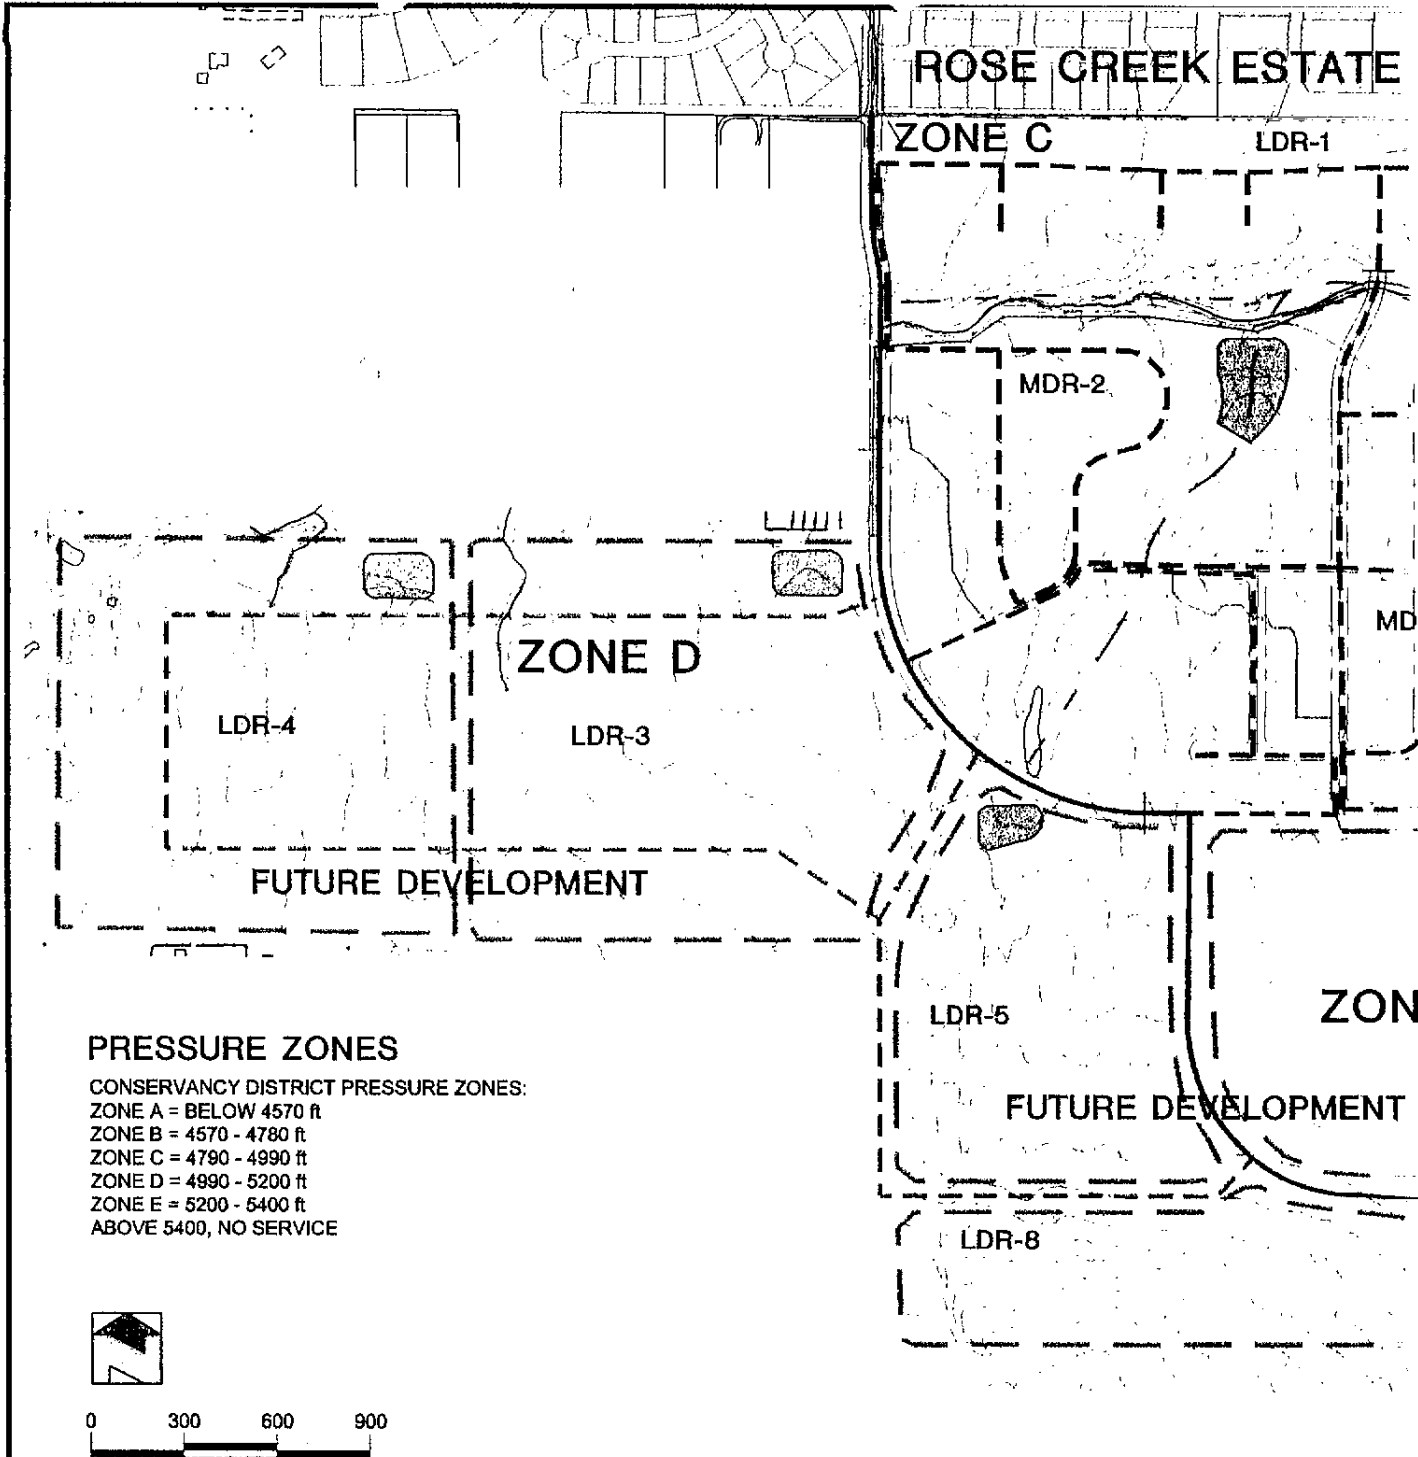 ROSE CREEK ESTATE
ZONE C
LDR-1
MDR-2
MD
ZONE D
LDR-4
LDR-3
FUTURE DEVELOPMENT
LDR-5
ZON
FUTURE DEVELOPMENT
LDR-8
PRESSURE ZONES
CONSERVANCY DISTRICT PRESSURE ZONES:
ZONE A = BELOW 4570 ft
ZONE B = 4570 - 4780 ft
ZONE C = 4790 - 4990 ft
ZONE D = 4990 - 5200 ft
ZONE E = 5200 - 5400 ft
ABOVE 5400, NO SERVICE
0 300 600 900